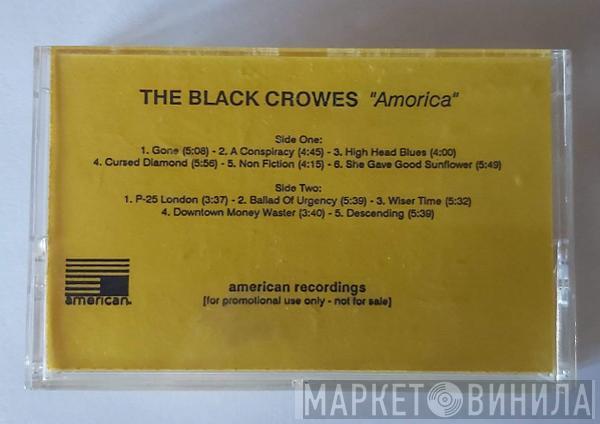 THE BLACK CROWES "Amorica"
Side One:
1. Gone (5:08) - 2. A Conspiracy (4:45) - 3. High Head Blues (4:00)
4. Cursed Diamond (5:56) - 5. Non Fiction (4:15) - 6. She Gave Good Sunflower (5:49)
Side Two:
1. P-25 London (3:37) - 2. Ballad Of Urgency (5:39) - 3. Wiser Time (5:32)
4. Downtown Money Waster (3:40) - 5. Descending (5:39)
american™
american recordings
[for promotional use only - not for sale]
МАРКЕТ ВИНИЛА